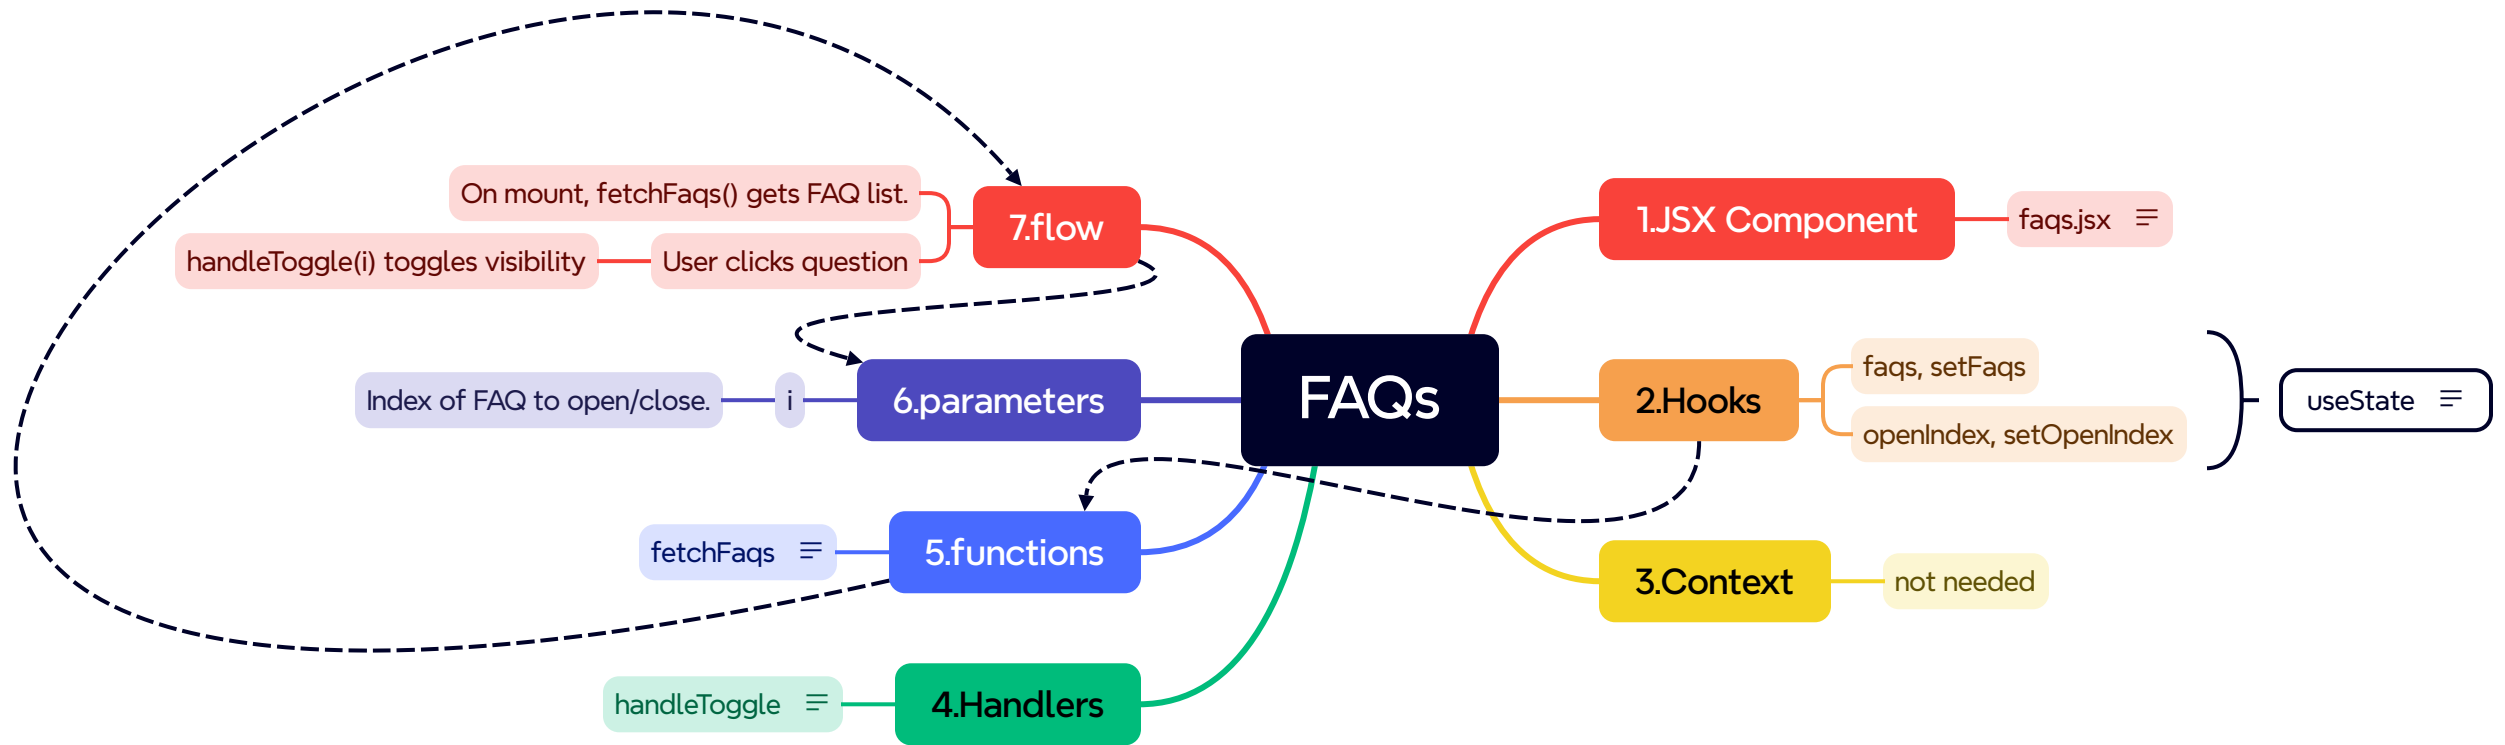 FAQs
1.JSX Component
faqs.jsx
2.Hooks
faqs, setFaqs
openIndex, setOpenIndex
useState
3.Context
not needed
4.Handlers
handleToggle
5.functions
fetchFaqs
6.parameters
i
Index of FAQ to open/close.
7.flow
On mount, fetchFaqs() gets FAQ list.
User clicks question
handleToggle(i) toggles visibility